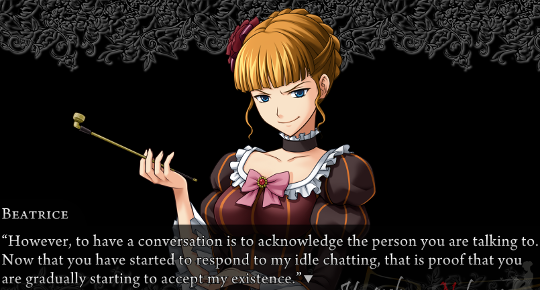 BEATRICE
“However, to have a conversation is to acknowledge the person you are talking to.
Now that you have started to respond to my idle chatting, that is proof that you
are gradually starting to accept my existence.”